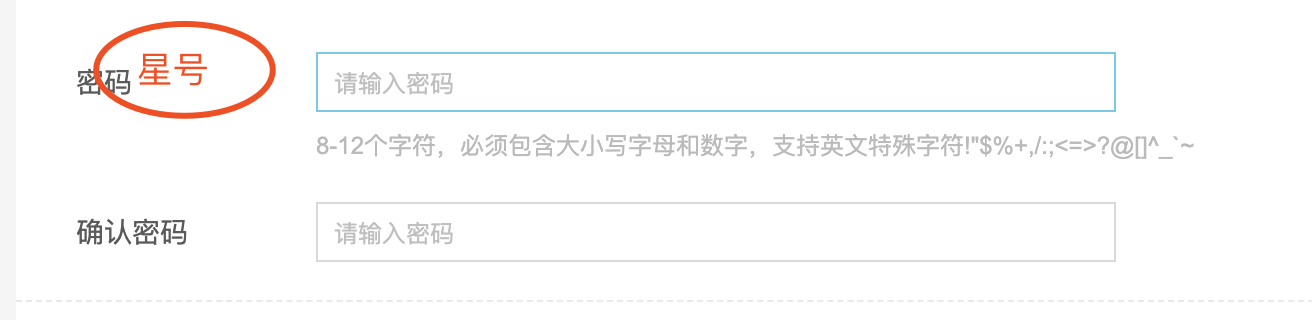 密码 星号
请输入密码
8-12个字符，必须包含大小写字母和数字，支持英文特殊字符!"$%+,/:;<=>?@[]^_`~
确认密码
请输入密码